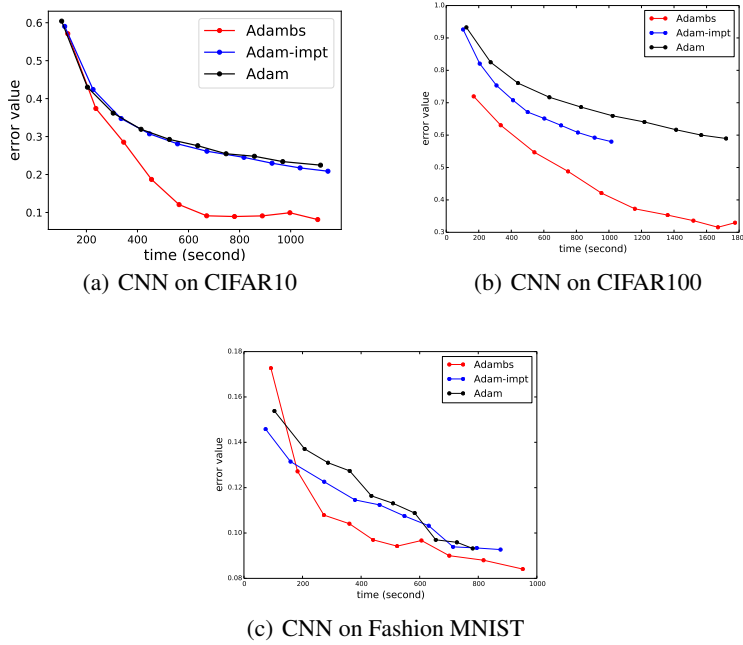 Adambs
Adam-impt
Adam
error value
0.6
0.5
0.4
0.3
0.2
0.1
200 400 600 800 1000
time (second)
(a) CNN on CIFAR10
Adambs
Adam-impt
Adam
error value
1.0
0.9
0.8
0.7
0.6
0.5
0.4
0.3
0 200 400 600 800 1000 1200 1400 1600 1800
time (second)
(b) CNN on CIFAR100
Adambs
Adam-impt
Adam
error value
0.18
0.16
0.14
0.12
0.10
0.08
0 200 400 600 800 1000
time (second)
(c) CNN on Fashion MNIST